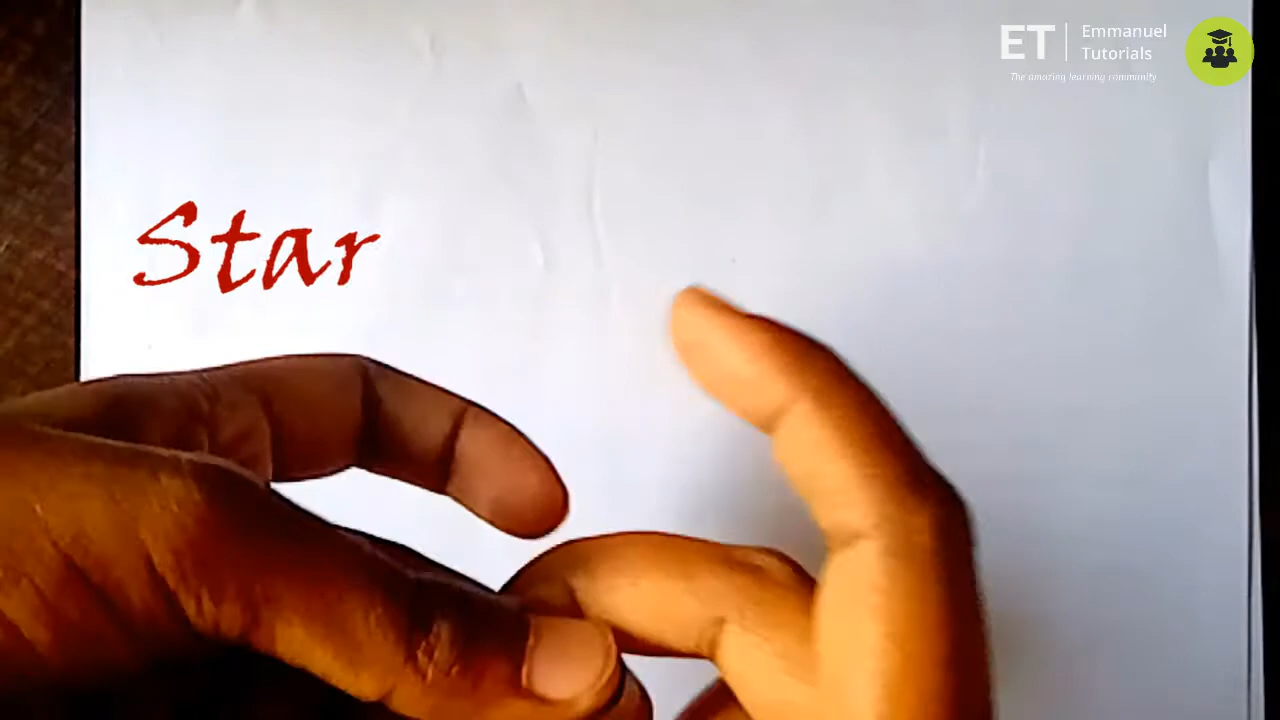 ET
Emmanuel
Tutorials
The amazing learning community
Star